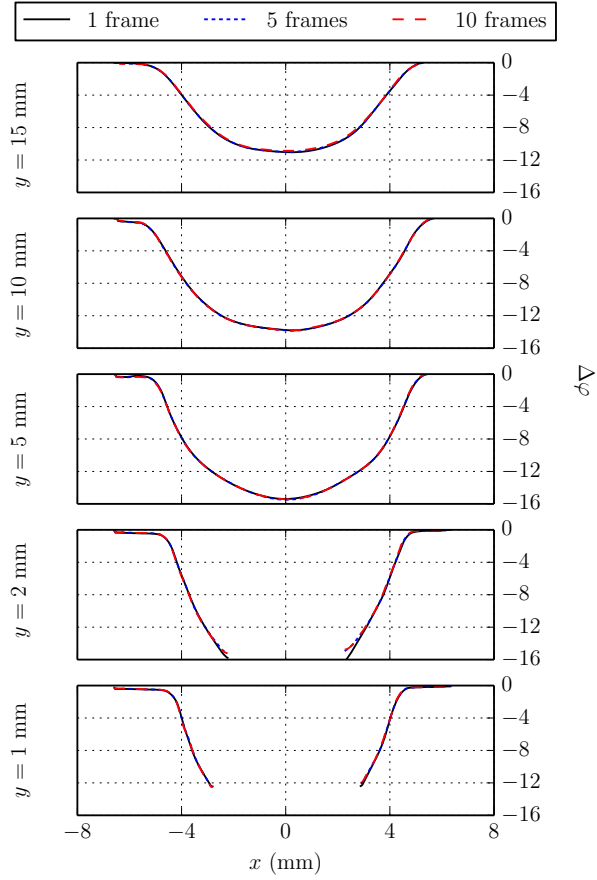 1 frame 5 frames 10 frames
y = 15 mm
0
−4
−8
−12
−16
y = 10 mm
0
−4
−8
−12
−16
Δφ
y = 5 mm
0
−4
−8
−12
−16
y = 2 mm
0
−4
−8
−12
−16
y = 1 mm
0
−4
−8
−12
−16
−8 −4 0 4 8
x (mm)